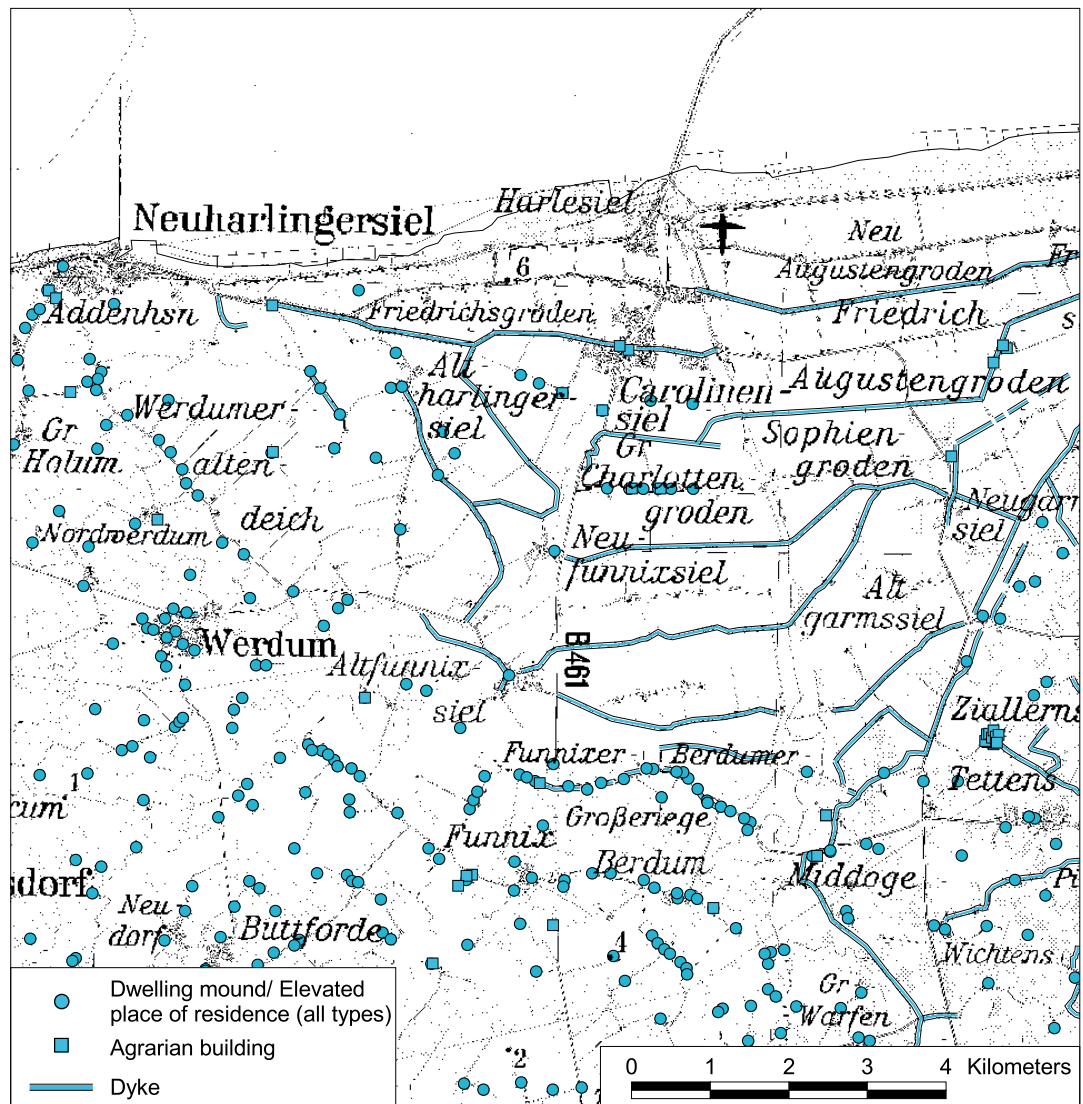 Harlesiel
Neuharlingersiel
Neu
Augustengroden
Fr
6
Addenhsn
Friedrichsgroden
Friedrich
s
Alt
harlinger-
siel
Carolinen-
siel
Augustengroden
Werdumer-
alten
deich
Gr
Holum
Gr
Charlotten
groden
Sophien-
groden
Nordwerdum
Neu-
funnixsiel
Neugarm
siel
Alt
garmssiel
Werdum
B461
Altfunnix-
siel
Ziallerns
Funnixer-
Berdumer
Tettens
1
cum
Großeriege
Funnix
Berdum
Middoge
Pi
sdorf
Neu-
dorf
Buttforde
4
Wichtens
Gr
Warfen
2
Dwelling mound/ Elevated
place of residence (all types)
Agrarian building
Dyke
0 1 2 3 4 Kilometers